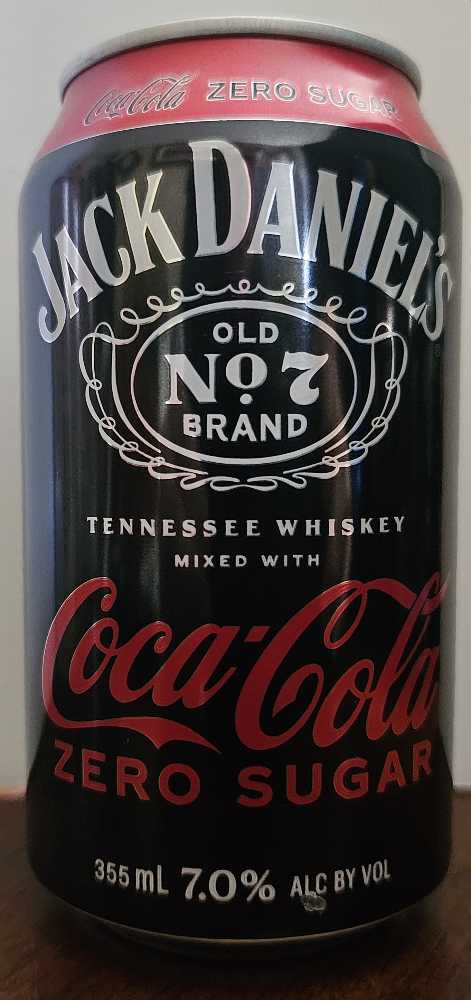 Coca-Cola ZERO SUGAR
JACK DANIEL'S
OLD
Nº 7
BRAND
TENNESSEE WHISKEY
MIXED WITH
Coca-Cola
ZERO SUGAR
355 mL 7.0% ALC BY VOL